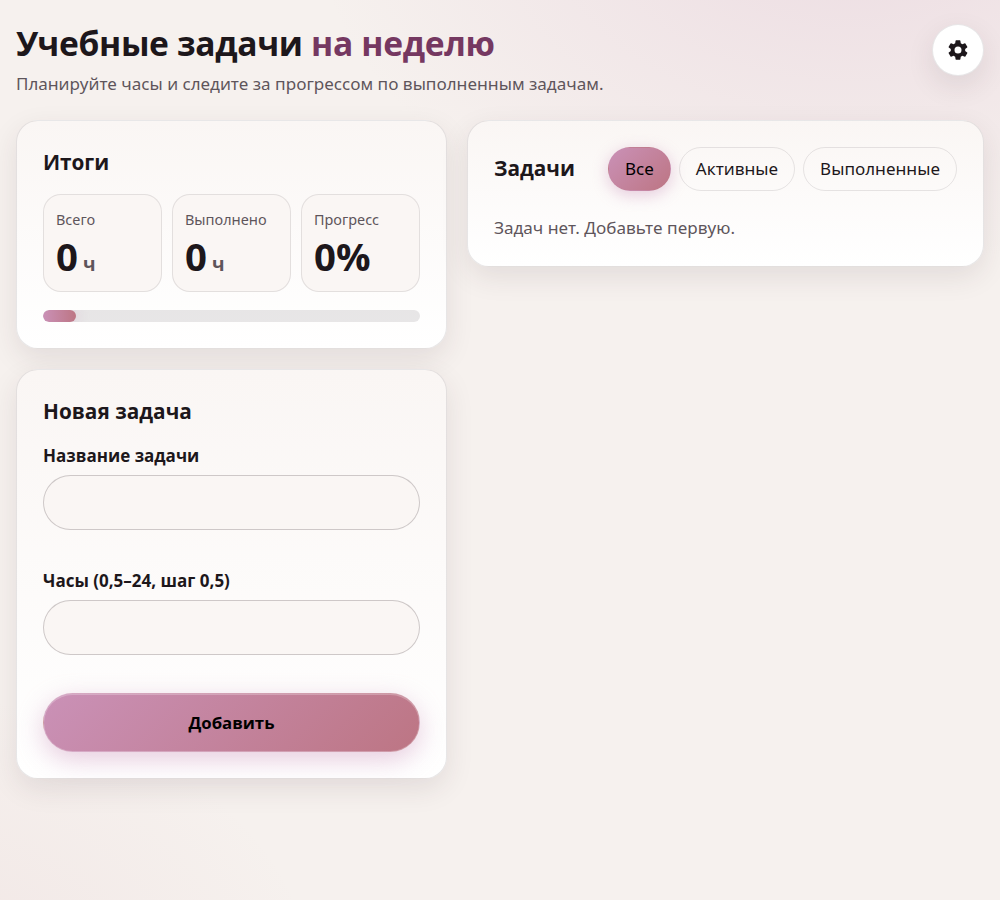 Учебные задачи на неделю
Планируйте часы и следите за прогрессом по выполненным задачам.
Итоги
Всего
0 ч
Выполнено
0 ч
Прогресс
0%
Новая задача
Название задачи
Часы (0,5–24, шаг 0,5)
Добавить
Задачи
Все
Активные
Выполненные
Задач нет. Добавьте первую.